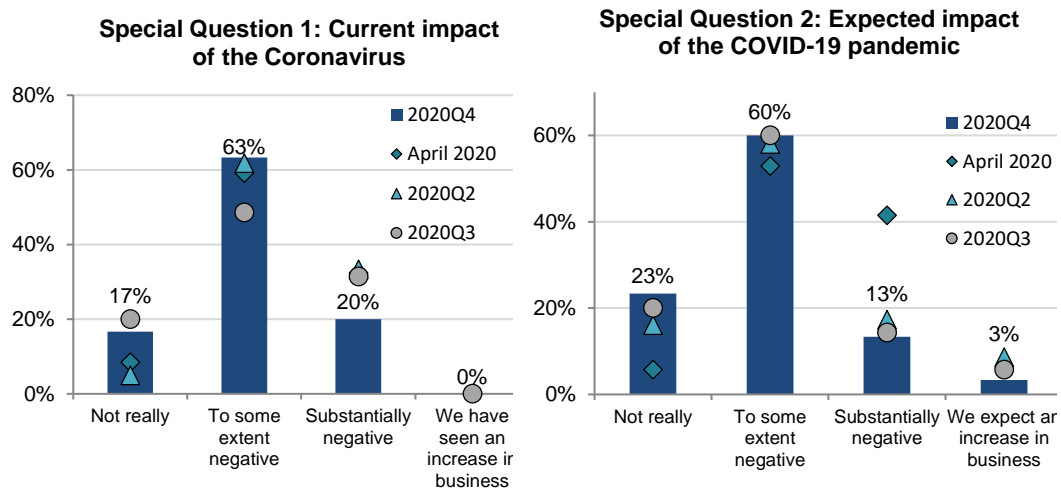 Special Question 1: Current impact
of the Coronavirus
80%
60%
40%
20%
0%
2020Q4
April 2020
2020Q2
2020Q3
17%
63%
20%
0%
Not really
To some
extent
negative
Substantially
negative
We have
seen an
increase in
business
Special Question 2: Expected impact
of the COVID-19 pandemic
60%
40%
20%
0%
2020Q4
April 2020
2020Q2
2020Q3
23%
60%
13%
3%
Not really
To some
extent
negative
Substantially
negative
We expect an
increase in
business